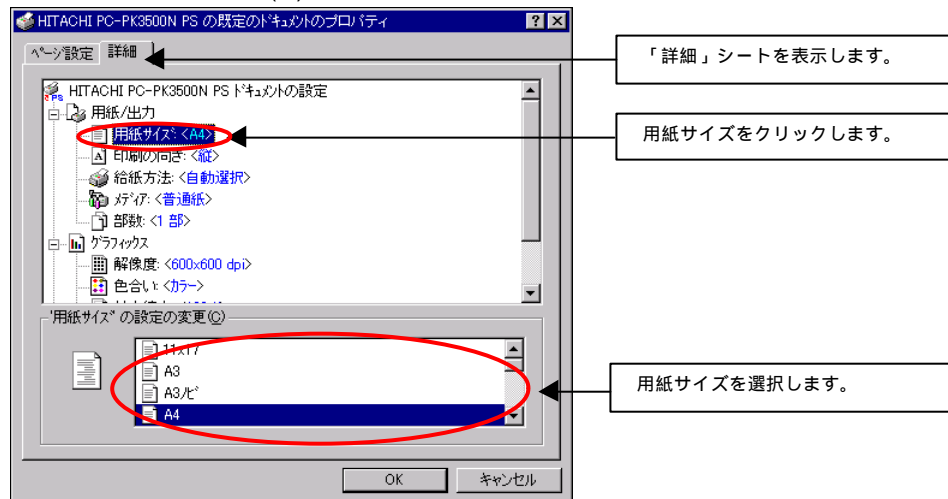 HITACHI PC-PK3500N PS の既定のﾄﾞｷｭﾒﾝﾄのプロパティ
ﾍﾟｰｼﾞ設定 詳細
「詳細」シートを表示します。
HITACHI PC-PK3500N PS ﾄﾞｷｭﾒﾝﾄの設定
用紙/出力
用紙ｻｲｽﾞ: <A4>
用紙サイズをクリックします。
印刷の向き: <縦>
給紙方法: <自動選択>
ﾒﾃﾞｨｱ: <普通紙>
部数: <1 部>
ｸﾞﾗﾌｨｯｸｽ
解像度: <600x600 dpi>
色合い: <ｶﾗｰ>
'用紙ｻｲｽﾞ' の設定の変更(C)
11x17
A3
A3ﾉﾋﾞ
用紙サイズを選択します。
A4
OK キャンセル